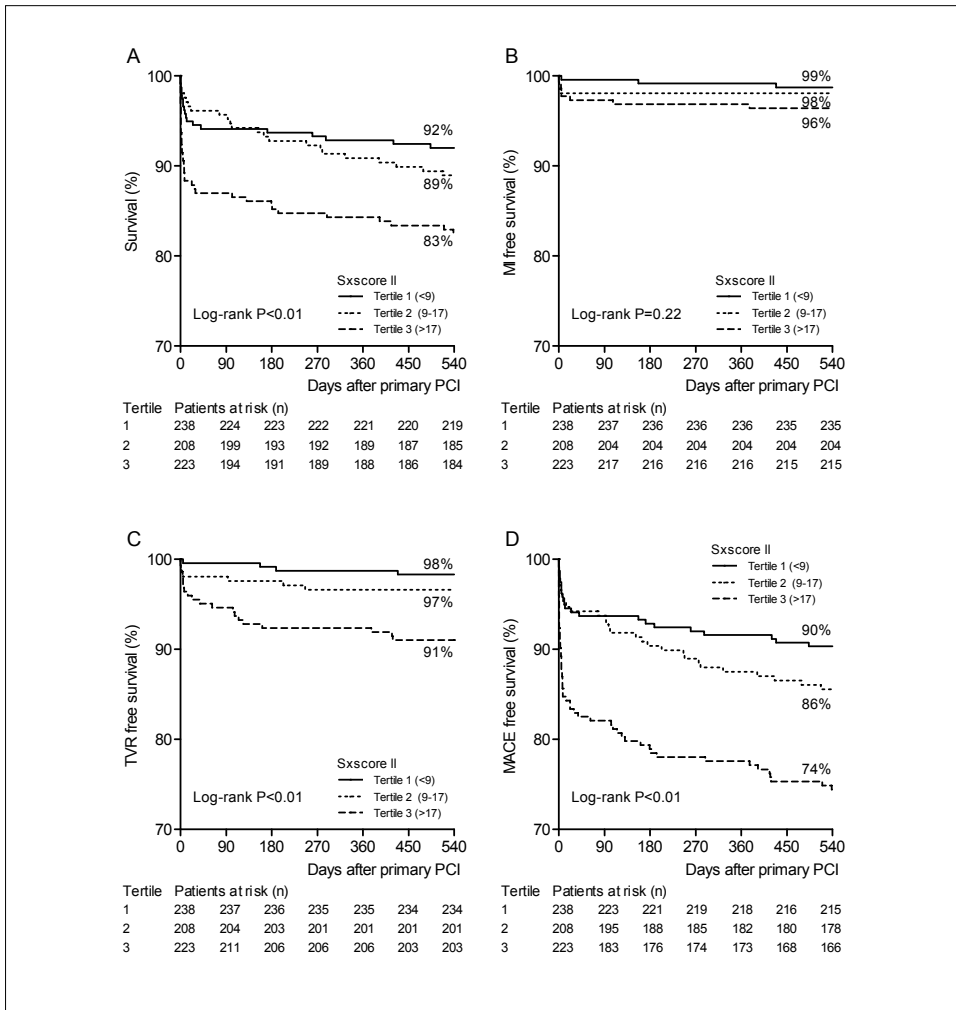 A
100
90
80
70
Survival (%)
92%
89%
83%
Sxscore II
Tertile 1 (<9)
Tertile 2 (9-17)
Tertile 3 (>17)
Log-rank P<0.01
0 90 180 270 360 450 540
Days after primary PCI
Tertile Patients at risk (n)
1 238 224 223 222 221 220 219
2 208 199 193 192 189 187 185
3 223 194 191 189 188 186 184
B
100
90
80
70
MI free survival (%)
99%
98%
96%
Sxscore II
Tertile 1 (<9)
Tertile 2 (9-17)
Tertile 3 (>17)
Log-rank P=0.22
0 90 180 270 360 450 540
Days after primary PCI
Tertile Patients at risk (n)
1 238 237 236 236 236 235 235
2 208 204 204 204 204 204 204
3 223 217 216 216 216 215 215
C
100
90
80
70
TVR free survival (%)
98%
97%
91%
Sxscore II
Tertile 1 (<9)
Tertile 2 (9-17)
Tertile 3 (>17)
Log-rank P<0.01
0 90 180 270 360 450 540
Days after primary PCI
Tertile Patients at risk (n)
1 238 237 236 235 235 234 234
2 208 204 203 201 201 201 201
3 223 211 206 206 206 203 203
D
Sxscore II
Tertile 1 (<9)
Tertile 2 (9-17)
Tertile 3 (>17)
100
90
80
70
MACE free survival (%)
90%
86%
74%
Log-rank P<0.01
0 90 180 270 360 450 540
Days after primary PCI
Tertile Patients at risk (n)
1 238 223 221 219 218 216 215
2 208 195 188 185 182 180 178
3 223 183 176 174 173 168 166